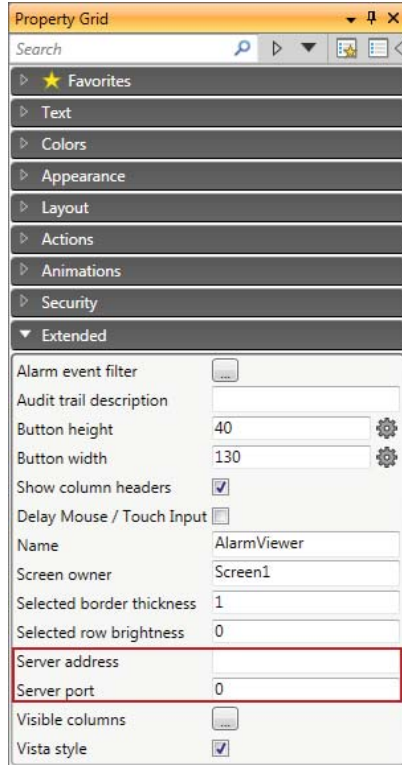 Property Grid
Search
Favorites
Text
Colors
Appearance
Layout
Actions
Animations
Security
Extended
Alarm event filter ...
Audit trail description
Button height 40
Button width 130
Show column headers
Delay Mouse / Touch Input
Name AlarmViewer
Screen owner Screen1
Selected border thickness 1
Selected row brightness 0
Server address
Server port 0
Visible columns ...
Vista style